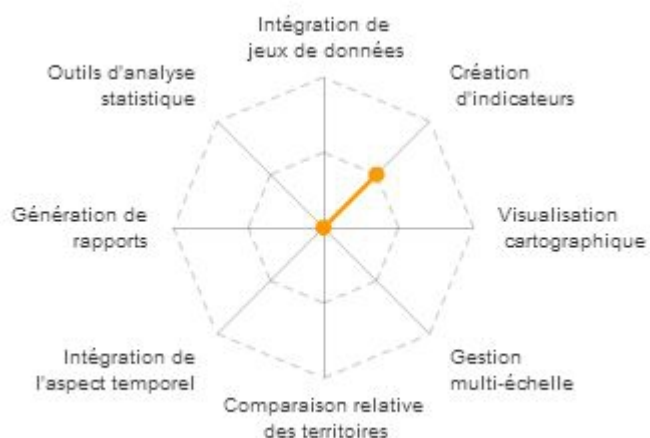 Intégration de
jeux de données
Outils d'analyse
statistique
Création
d'indicateurs
Génération de
rapports
Visualisation
cartographique
Intégration de
l'aspect temporel
Gestion
multi-échelle
Comparaison relative
des territoires